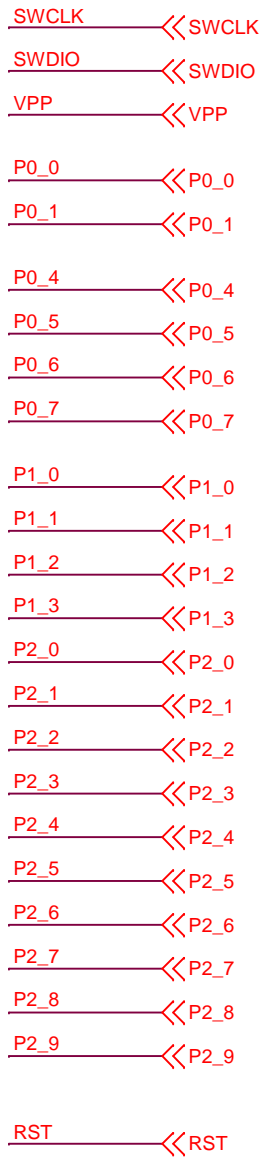 SWCLK SWCLK
SWDIO SWDIO
VPP VPP
P0_0 P0_0
P0_1 P0_1
P0_4 P0_4
P0_5 P0_5
P0_6 P0_6
P0_7 P0_7
P1_0 P1_0
P1_1 P1_1
P1_2 P1_2
P1_3 P1_3
P2_0 P2_0
P2_1 P2_1
P2_2 P2_2
P2_3 P2_3
P2_4 P2_4
P2_5 P2_5
P2_6 P2_6
P2_7 P2_7
P2_8 P2_8
P2_9 P2_9
RST RST